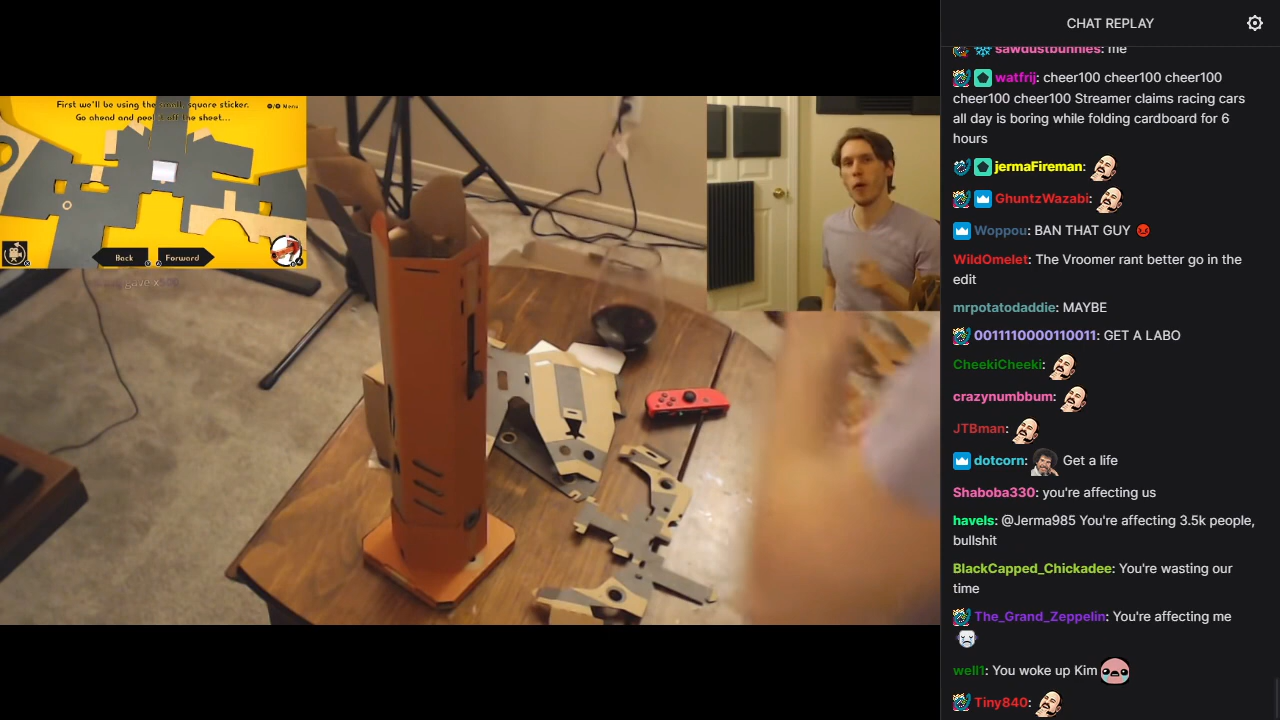 First we'll be using the small, square sticker.
Go ahead and peel it off the sheet...
Menu
Back
Forward
CHAT REPLAY
sawdustbunnies: me
watfrij: cheer100 cheer100 cheer100
cheer100 cheer100 Streamer claims racing cars
all day is boring while folding cardboard for 6
hours
jermaFireman:
GhuntzWazabi:
Woppou: BAN THAT GUY
WildOmelet: The Vroomer rant better go in the
edit
mrpotatodaddie: MAYBE
0011110000110011: GET A LABO
CheekiCheeki:
crazynumbbum:
JTBman:
dotcorn: Get a life
Shaboba330: you're affecting us
havels: @Jerma985 You're affecting 3.5k people,
bullshit
BlackCapped_Chickadee: You're wasting our
time
The_Grand_Zeppelin: You're affecting me
well1: You woke up Kim
Tiny840: